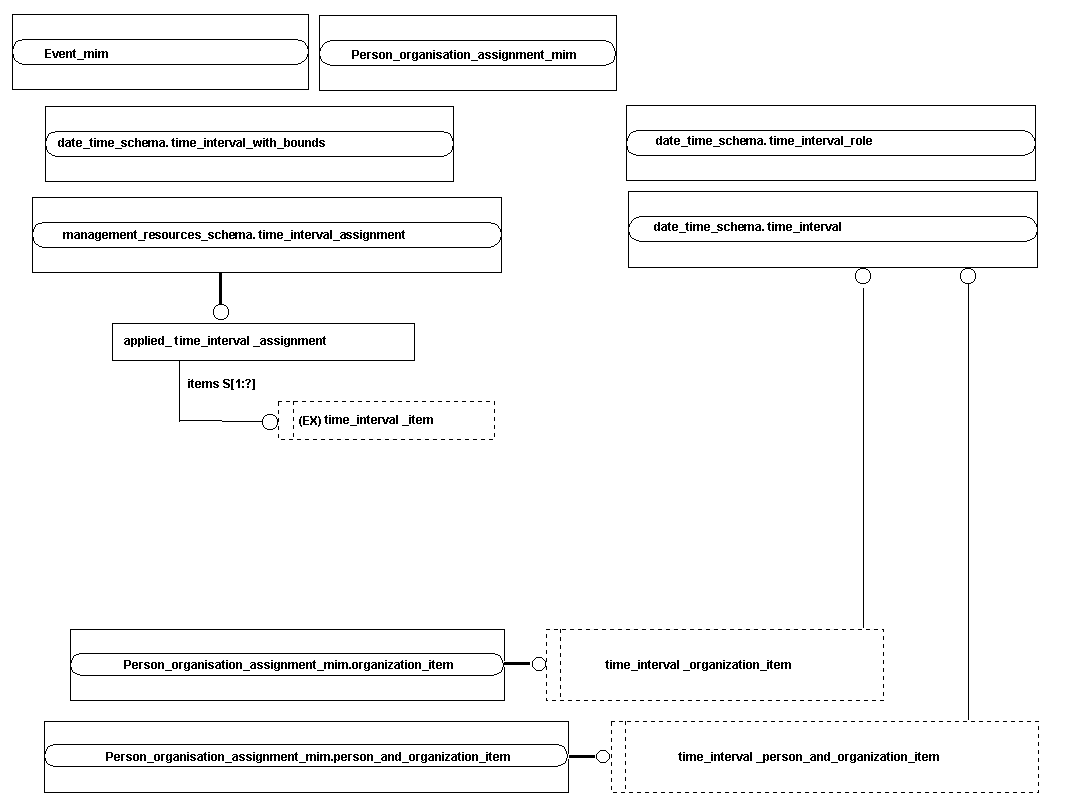 Event_mim
Person_organisation_assignment_mim
date_time_schema. time_interval_with_bounds
date_time_schema. time_interval_role
management_resources_schema. time_interval_assignment
date_time_schema. time_interval
applied_ time_interval _assignment
items S[1:?]
(EX) time_interval _item
Person_organisation_assignment_mim.organization_item
time_interval _organization_item
Person_organisation_assignment_mim.person_and_organization_item
time_interval _person_and_organization_item